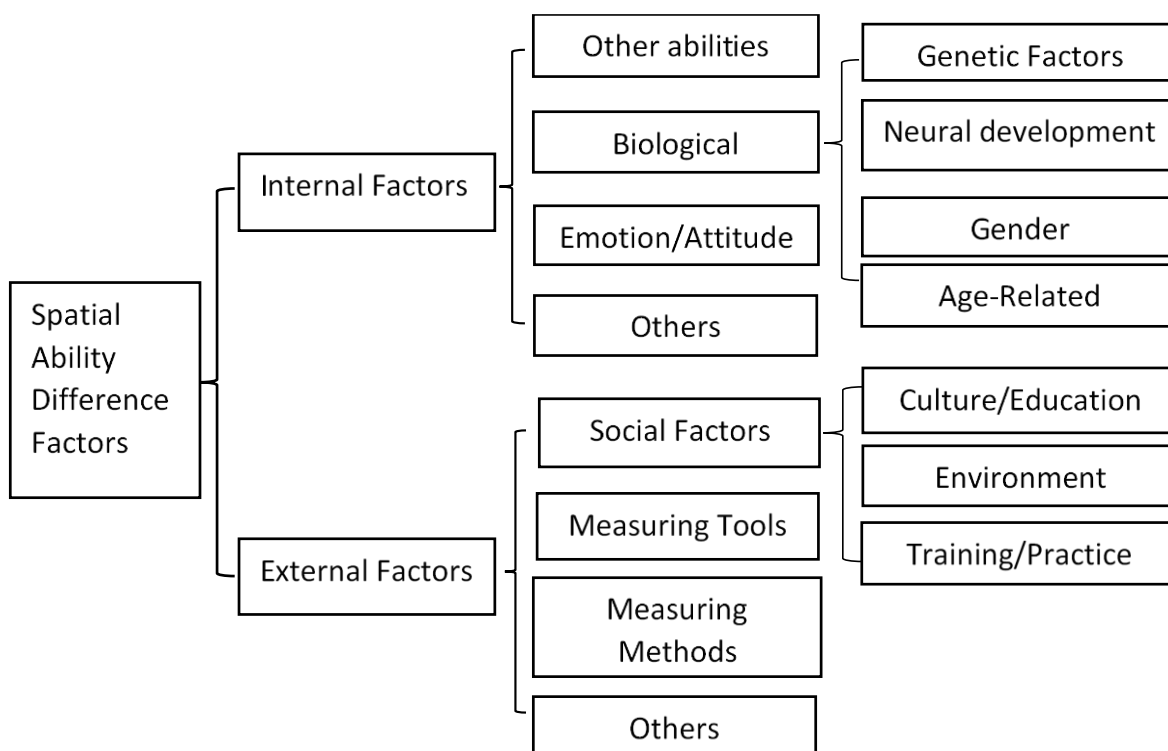 Spatial
Ability
Difference
Factors
Internal Factors
Other abilities
Biological
Genetic Factors
Neural development
Gender
Age-Related
Emotion/Attitude
Others
External Factors
Social Factors
Culture/Education
Environment
Training/Practice
Measuring Tools
Measuring
Methods
Others